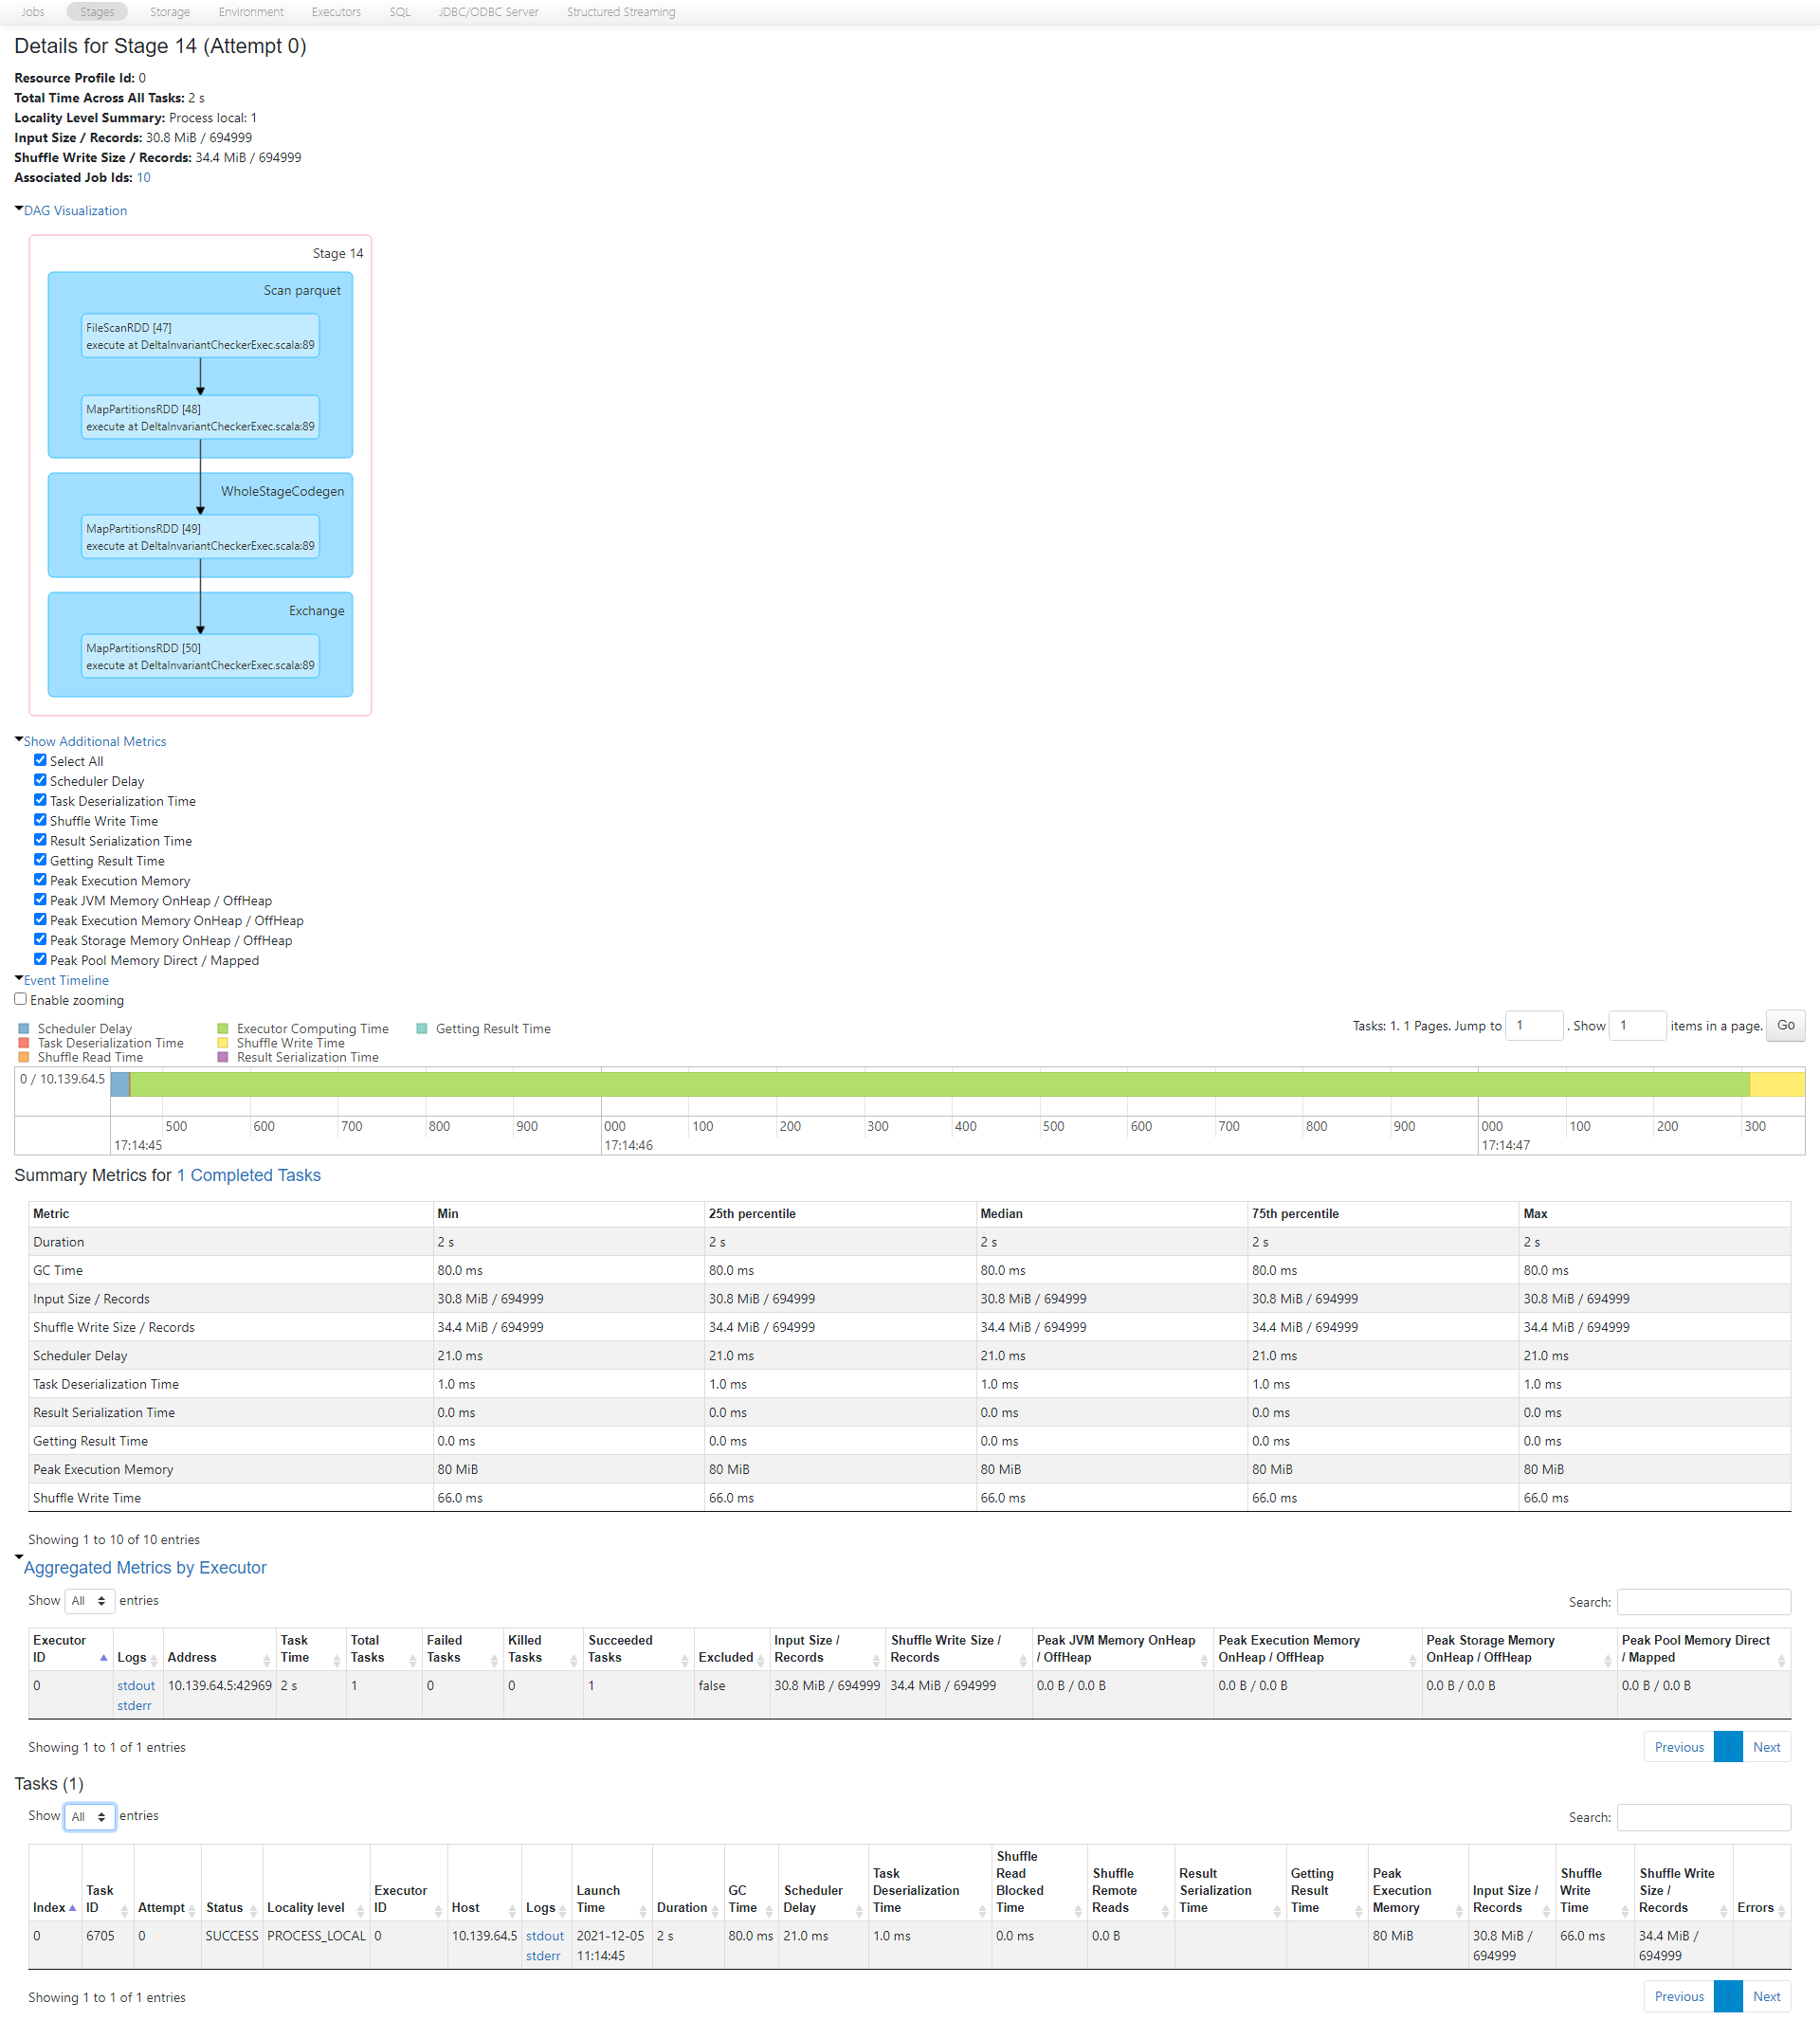 Jobs Stages Storage Environment Executors SQL JDBC/ODBC Server Structured Streaming
Details for Stage 14 (Attempt 0)
Resource Profile Id: 0
Total Time Across All Tasks: 2 s
Locality Level Summary: Process local: 1
Input Size / Records: 30.8 MiB / 694999
Shuffle Write Size / Records: 34.4 MiB / 694999
Associated Job Ids: 10
DAG Visualization
Stage 14
Scan parquet
FileScanRDD [47]
execute at DeltaInvariantCheckerExec.scala:89
MapPartitionsRDD [48]
execute at DeltaInvariantCheckerExec.scala:89
WholeStageCodegen
MapPartitionsRDD [49]
execute at DeltaInvariantCheckerExec.scala:89
Exchange
MapPartitionsRDD [50]
execute at DeltaInvariantCheckerExec.scala:89
Show Additional Metrics
Select All
Scheduler Delay
Task Deserialization Time
Shuffle Write Time
Result Serialization Time
Getting Result Time
Peak Execution Memory
Peak JVM Memory OnHeap / OffHeap
Peak Execution Memory OnHeap / OffHeap
Peak Storage Memory OnHeap / OffHeap
Peak Pool Memory Direct / Mapped
Event Timeline
Enable zooming
Scheduler Delay Executor Computing Time Getting Result Time
Task Deserialization Time Shuffle Write Time
Shuffle Read Time Result Serialization Time
Tasks: 1. 1 Pages. Jump to 1 . Show 1 items in a page. Go
0 / 10.139.64.5
500 600 700 800 900 000 100 200 300 400 500 600 700 800 900 000 100 200 300
17:14:45 17:14:46 17:14:47
Summary Metrics for 1 Completed Tasks
Metric Min 25th percentile Median 75th percentile Max
Duration 2 s 2 s 2 s 2 s 2 s
GC Time 80.0 ms 80.0 ms 80.0 ms 80.0 ms 80.0 ms
Input Size / Records 30.8 MiB / 694999 30.8 MiB / 694999 30.8 MiB / 694999 30.8 MiB / 694999 30.8 MiB / 694999
Shuffle Write Size / Records 34.4 MiB / 694999 34.4 MiB / 694999 34.4 MiB / 694999 34.4 MiB / 694999 34.4 MiB / 694999
Scheduler Delay 21.0 ms 21.0 ms 21.0 ms 21.0 ms 21.0 ms
Task Deserialization Time 1.0 ms 1.0 ms 1.0 ms 1.0 ms 1.0 ms
Result Serialization Time 0.0 ms 0.0 ms 0.0 ms 0.0 ms 0.0 ms
Getting Result Time 0.0 ms 0.0 ms 0.0 ms 0.0 ms 0.0 ms
Peak Execution Memory 80 MiB 80 MiB 80 MiB 80 MiB 80 MiB
Shuffle Write Time 66.0 ms 66.0 ms 66.0 ms 66.0 ms 66.0 ms
Showing 1 to 10 of 10 entries
Aggregated Metrics by Executor
Show All entries Search:
Executor ID Logs Address Task Time Total Tasks Failed Tasks Killed Tasks Succeeded Tasks Excluded Input Size / Records Shuffle Write Size / Records Peak JVM Memory OnHeap / OffHeap Peak Execution Memory OnHeap / OffHeap Peak Storage Memory OnHeap / OffHeap Peak Pool Memory Direct / Mapped
0 stdout 10.139.64.5:42969 2 s 1 0 0 1 false 30.8 MiB / 694999 34.4 MiB / 694999 0.0 B / 0.0 B 0.0 B / 0.0 B 0.0 B / 0.0 B 0.0 B / 0.0 B
stderr
Showing 1 to 1 of 1 entries Previous Next
Tasks (1)
Show All entries Search:
Index Task ID Attempt Status Locality level Executor ID Host Logs Launch Time Duration GC Time Scheduler Delay Task Deserialization Time Shuffle Read Blocked Time Shuffle Remote Reads Result Serialization Time Getting Result Time Peak Execution Memory Input Size / Records Shuffle Write Time Shuffle Write Size / Records Errors
0 6705 0 SUCCESS PROCESS_LOCAL 0 10.139.64.5 stdout 2021-12-05 2 s 80.0 ms 21.0 ms 1.0 ms 0.0 ms 0.0 B 80 MiB 30.8 MiB / 66.0 ms 34.4 MiB /
stderr 11:14:45 694999 694999
Showing 1 to 1 of 1 entries Previous Next